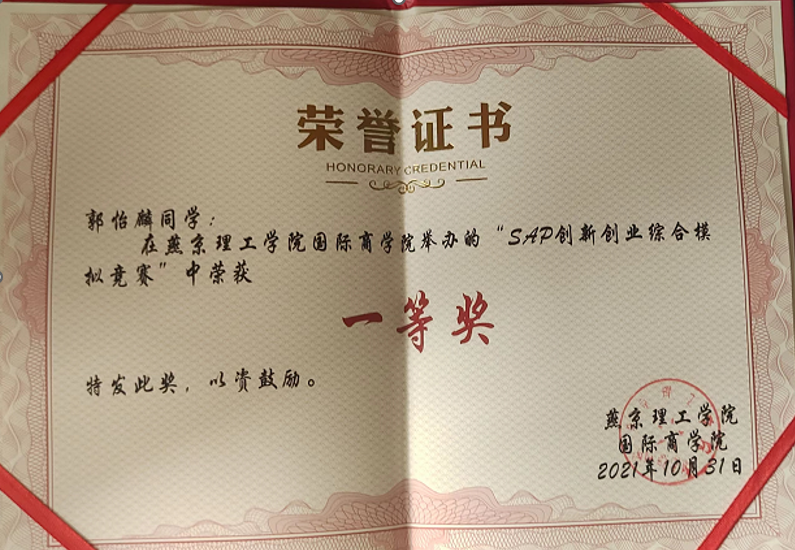 荣誉证书
HONORARY CREDENTIAL
郭怡麟同学：
在燕京理工学院国际商学院举办的“SAP创新创业综合模
拟竞赛”中荣获
一等奖
特发此奖，以资鼓励。
燕京理工学院
国际商学院
2021年10月31日